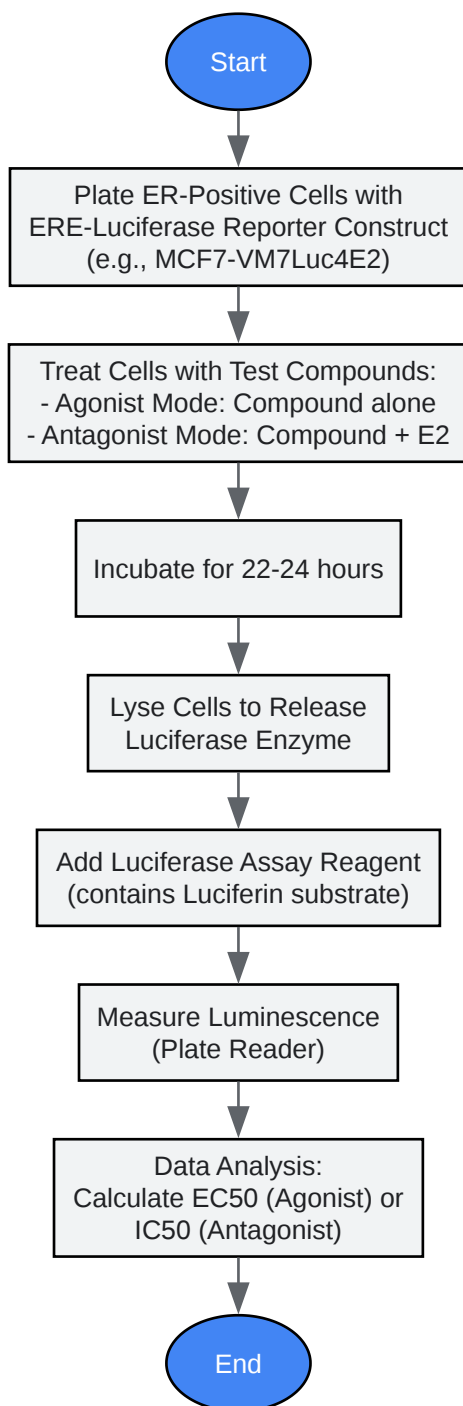 Start
Plate ER-Positive Cells with
ERE-Luciferase Reporter Construct
(e.g., MCF7-VM7Luc4E2)
Treat Cells with Test Compounds:
- Agonist Mode: Compound alone
- Antagonist Mode: Compound + E2
Incubate for 22-24 hours
Lyse Cells to Release
Luciferase Enzyme
Add Luciferase Assay Reagent
(contains Luciferin substrate)
Measure Luminescence
(Plate Reader)
Data Analysis:
Calculate EC50 (Agonist) or
IC50 (Antagonist)
End